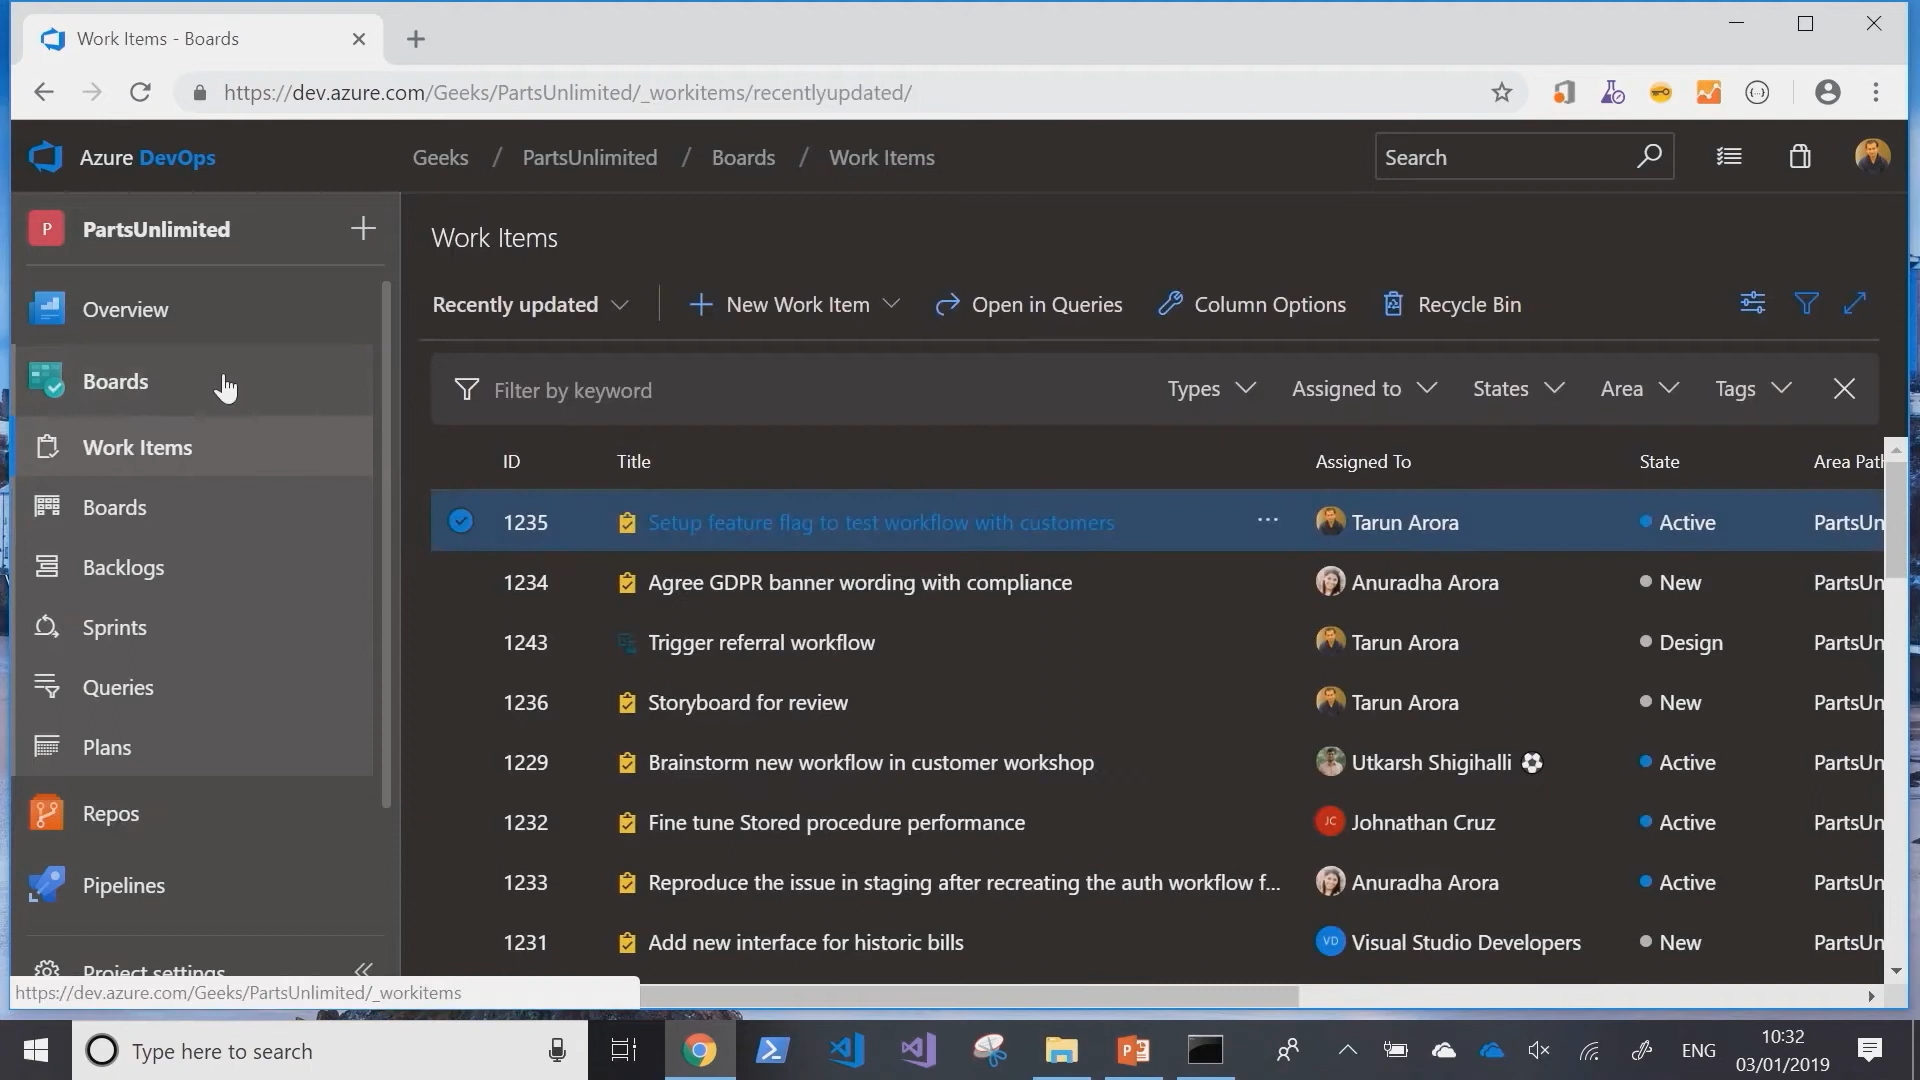 Work Items - Boards
https://dev.azure.com/Geeks/PartsUnlimited/_workitems/recentlyupdated/
Azure DevOps
Geeks / PartsUnlimited / Boards / Work Items
Search
P PartsUnlimited
Overview
Boards
Work Items
Boards
Backlogs
Sprints
Queries
Plans
Repos
Pipelines
Project settings
https://dev.azure.com/Geeks/PartsUnlimited/_workitems
Work Items
Recently updated New Work Item Open in Queries Column Options Recycle Bin
Filter by keyword Types Assigned to States Area Tags
ID Title Assigned To State Area Path
1235 Setup feature flag to test workflow with customers ... Tarun Arora Active PartsUn
1234 Agree GDPR banner wording with compliance Anuradha Arora New PartsUn
1243 Trigger referral workflow Tarun Arora Design PartsUn
1236 Storyboard for review Tarun Arora New PartsUn
1229 Brainstorm new workflow in customer workshop Utkarsh Shigihalli ⚽ Active PartsUn
1232 Fine tune Stored procedure performance JC Johnathan Cruz Active PartsUn
1233 Reproduce the issue in staging after recreating the auth workflow f... Anuradha Arora Active PartsUn
1231 Add new interface for historic bills VD Visual Studio Developers New PartsUn
Type here to search
ENG
10:32
03/01/2019